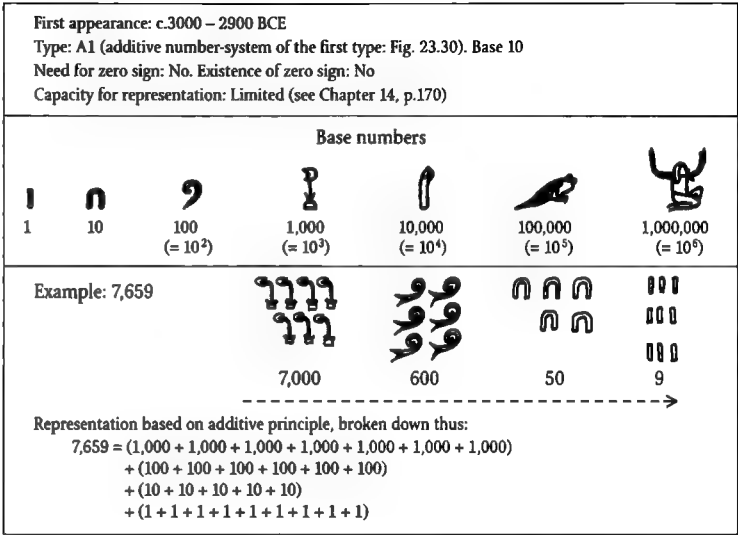 First appearance: c.3000 – 2900 BCE
Type: A1 (additive number-system of the first type: Fig. 23.30). Base 10
Need for zero sign: No. Existence of zero sign: No
Capacity for representation: Limited (see Chapter 14, p.170)
Base numbers
1 10 100 1,000 10,000 100,000 1,000,000
(= 10²) (= 10³) (= 10⁴) (= 10⁵) (= 10⁶)
Example: 7,659
7,000 600 50 9
Representation based on additive principle, broken down thus:
7,659 = (1,000 + 1,000 + 1,000 + 1,000 + 1,000 + 1,000 + 1,000)
+ (100 + 100 + 100 + 100 + 100 + 100)
+ (10 + 10 + 10 + 10 + 10)
+ (1 + 1 + 1 + 1 + 1 + 1 + 1 + 1 + 1)